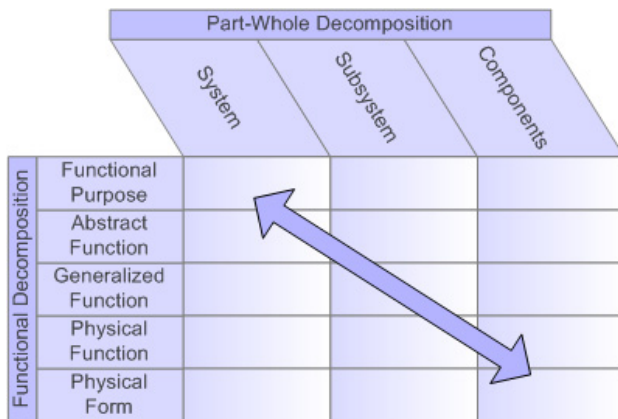 Part-Whole Decomposition
System
Subsystem
Components
Functional Decomposition
Functional
Purpose
Abstract
Function
Generalized
Function
Physical
Function
Physical
Form